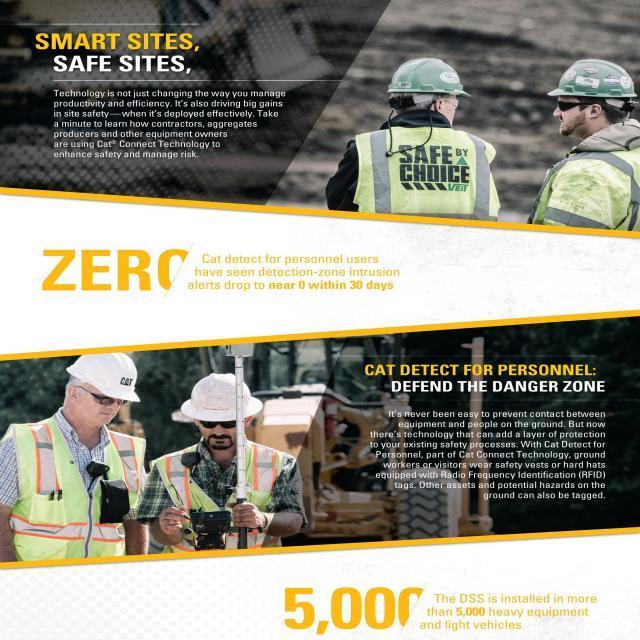 SMART SITES,
SAFE SITES,
Technology is not just changing the way you manage
productivity and efficiency. It's also driving big gains
in site safety—when it's deployed effectively. Take
a minute to learn how contractors, aggregates
producers and other equipment owners
are using Cat® Connect Technology to
enhance safety and manage risk.
SAFE BY
CHOICE
VEIT
ZERO
Cat detect for personnel users
have seen detection-zone intrusion
alerts drop to near 0 within 30 days
CAT DETECT FOR PERSONNEL:
DEFEND THE DANGER ZONE
It's never been easy to prevent contact between
equipment and people on the ground. But now
there's technology that can add a layer of protection
to your existing safety processes. With Cat Detect for
Personnel, part of Cat Connect Technology, ground
workers or visitors wear safety vests or hard hats
equipped with Radio Frequency Identification (RFID)
tags. Other assets and potential hazards on the
ground can also be tagged.
CAT
5,000
The DSS is installed in more
than 5,000 heavy equipment
and light vehicles